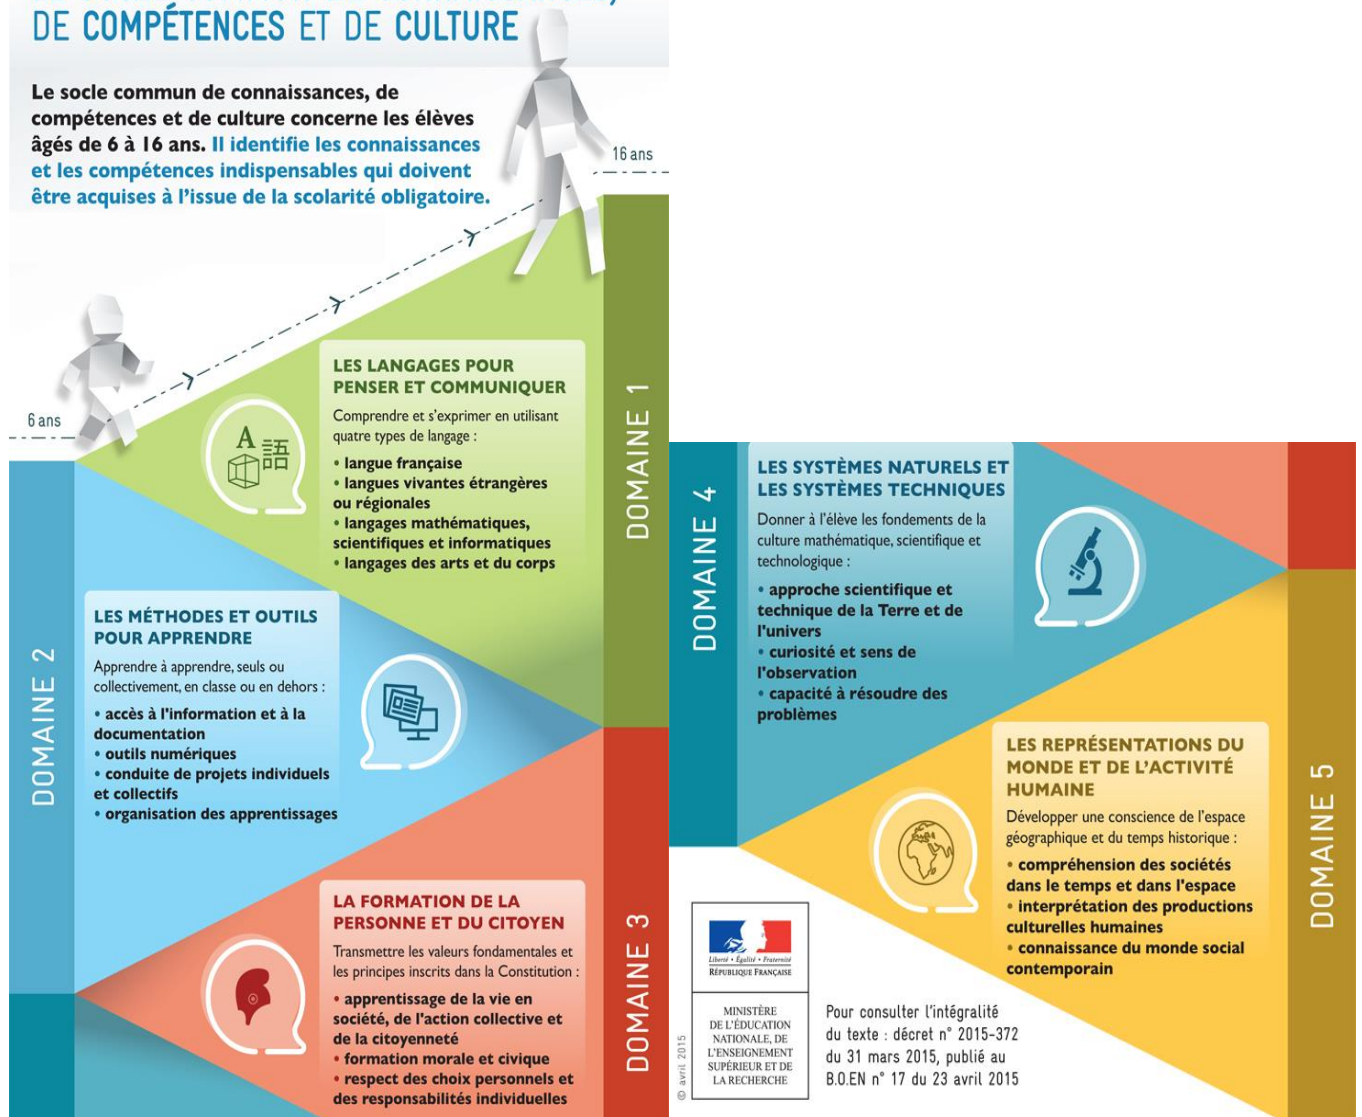 DE COMPÉTENCES ET DE CULTURE
Le socle commun de connaissances, de
compétences et de culture concerne les élèves
âgés de 6 à 16 ans. Il identifie les connaissances
et les compétences indispensables qui doivent
être acquises à l'issue de la scolarité obligatoire.
16 ans
6 ans
LES LANGAGES POUR
PENSER ET COMMUNIQUER
Comprendre et s'exprimer en utilisant
quatre types de langage :
• langue française
• langues vivantes étrangères
ou régionales
• langages mathématiques,
scientifiques et informatiques
• langages des arts et du corps
A 語
DOMAINE 1
LES MÉTHODES ET OUTILS
POUR APPRENDRE
Apprendre à apprendre, seuls ou
collectivement, en classe ou en dehors :
• accès à l'information et à la
documentation
• outils numériques
• conduite de projets individuels
et collectifs
• organisation des apprentissages
DOMAINE 2
LA FORMATION DE LA
PERSONNE ET DU CITOYEN
Transmettre les valeurs fondamentales et
les principes inscrits dans la Constitution :
• apprentissage de la vie en
société, de l'action collective et
de la citoyenneté
• formation morale et civique
• respect des choix personnels et
des responsabilités individuelles
DOMAINE 3
LES SYSTÈMES NATURELS ET
LES SYSTÈMES TECHNIQUES
Donner à l'élève les fondements de la
culture mathématique, scientifique et
technologique :
• approche scientifique et
technique de la Terre et de
l'univers
• curiosité et sens de
l'observation
• capacité à résoudre des
problèmes
DOMAINE 4
LES REPRÉSENTATIONS DU
MONDE ET DE L'ACTIVITÉ
HUMAINE
Développer une conscience de l'espace
géographique et du temps historique :
• compréhension des sociétés
dans le temps et dans l'espace
• interprétation des productions
culturelles humaines
• connaissance du monde social
contemporain
DOMAINE 5
Liberté • Égalité • Fraternité
RÉPUBLIQUE FRANÇAISE
MINISTÈRE
DE L'ÉDUCATION
NATIONALE, DE
L'ENSEIGNEMENT
SUPÉRIEUR ET DE
LA RECHERCHE
© avril 2015
Pour consulter l'intégralité
du texte : décret n° 2015-372
du 31 mars 2015, publié au
B.O.EN n° 17 du 23 avril 2015